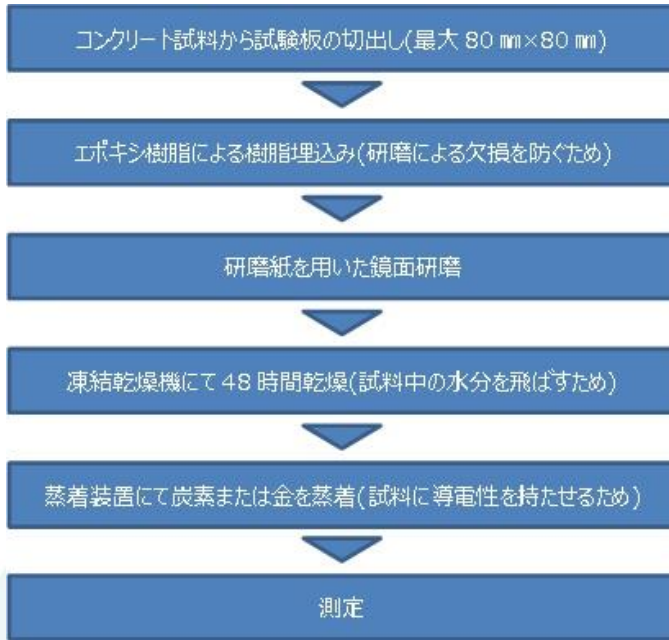 コンクリート試料から試験板の切出し(最大 80 ㎜×80 ㎜)
エポキシ樹脂による樹脂埋込み(研磨による欠損を防ぐため)
研磨紙を用いた鏡面研磨
凍結乾燥機にて 48 時間乾燥(試料中の水分を飛ばすため)
蒸着装置にて炭素または金を蒸着(試料に導電性を持たせるため)
測定